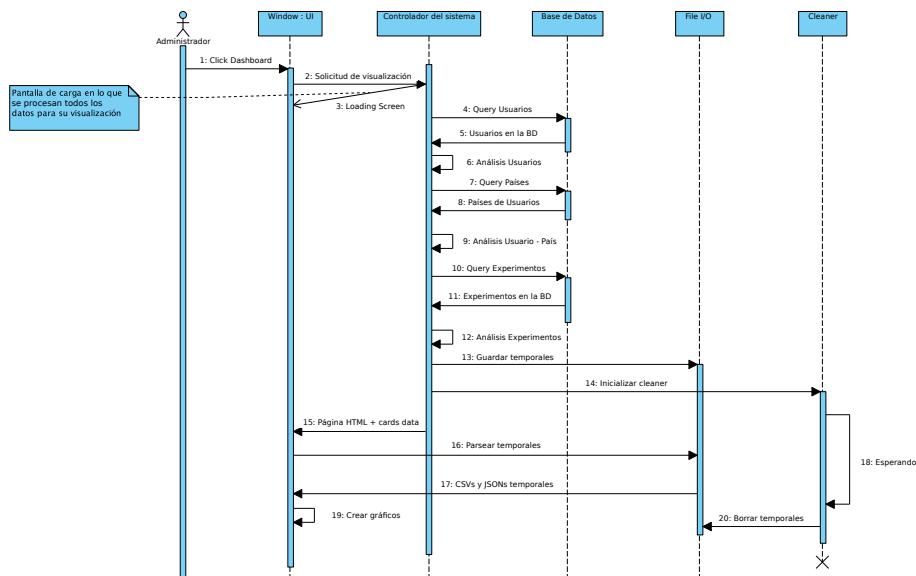 Window : UI
Controlador del sistema
Base de Datos
File I/O
Cleaner
Administrador
1: Click Dashboard
2: Solicitud de visualización
Pantalla de carga en lo que
se procesan todos los
datos para su visualización
3: Loading Screen
4: Query Usuarios
5: Usuarios en la BD
6: Análisis Usuarios
7: Query Países
8: Países de Usuarios
9: Análisis Usuario - País
10: Query Experimentos
11: Experimentos en la BD
12: Análisis Experimentos
13: Guardar temporales
14: Inicializar cleaner
15: Página HTML + cards data
16: Parsear temporales
18: Esperando
17: CSVs y JSONs temporales
19: Crear gráficos
20: Borrar temporales